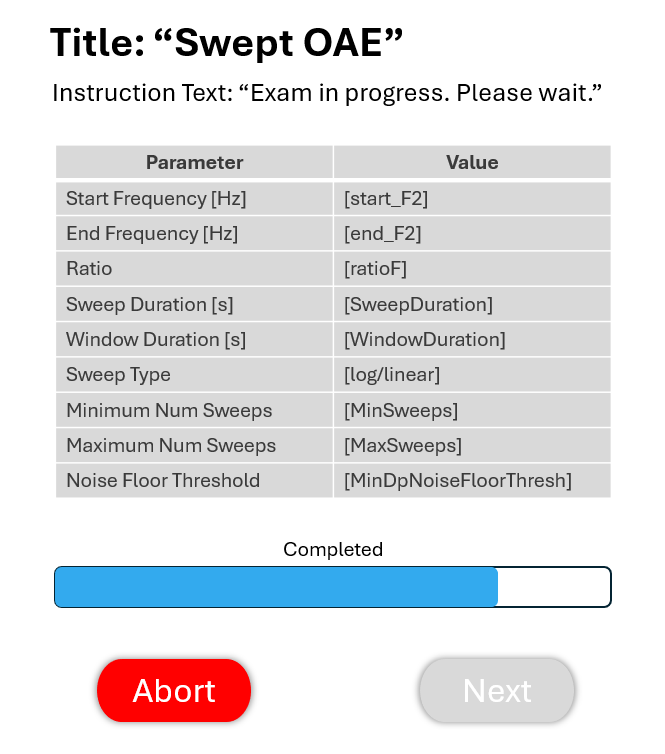 Title: “Swept OAE”
Instruction Text: “Exam in progress. Please wait.”
Parameter Value
Start Frequency [Hz] [start_F2]
End Frequency [Hz] [end_F2]
Ratio [ratioF]
Sweep Duration [s] [SweepDuration]
Window Duration [s] [WindowDuration]
Sweep Type [log/linear]
Minimum Num Sweeps [MinSweeps]
Maximum Num Sweeps [MaxSweeps]
Noise Floor Threshold [MinDpNoiseFloorThresh]
Completed
Abort Next